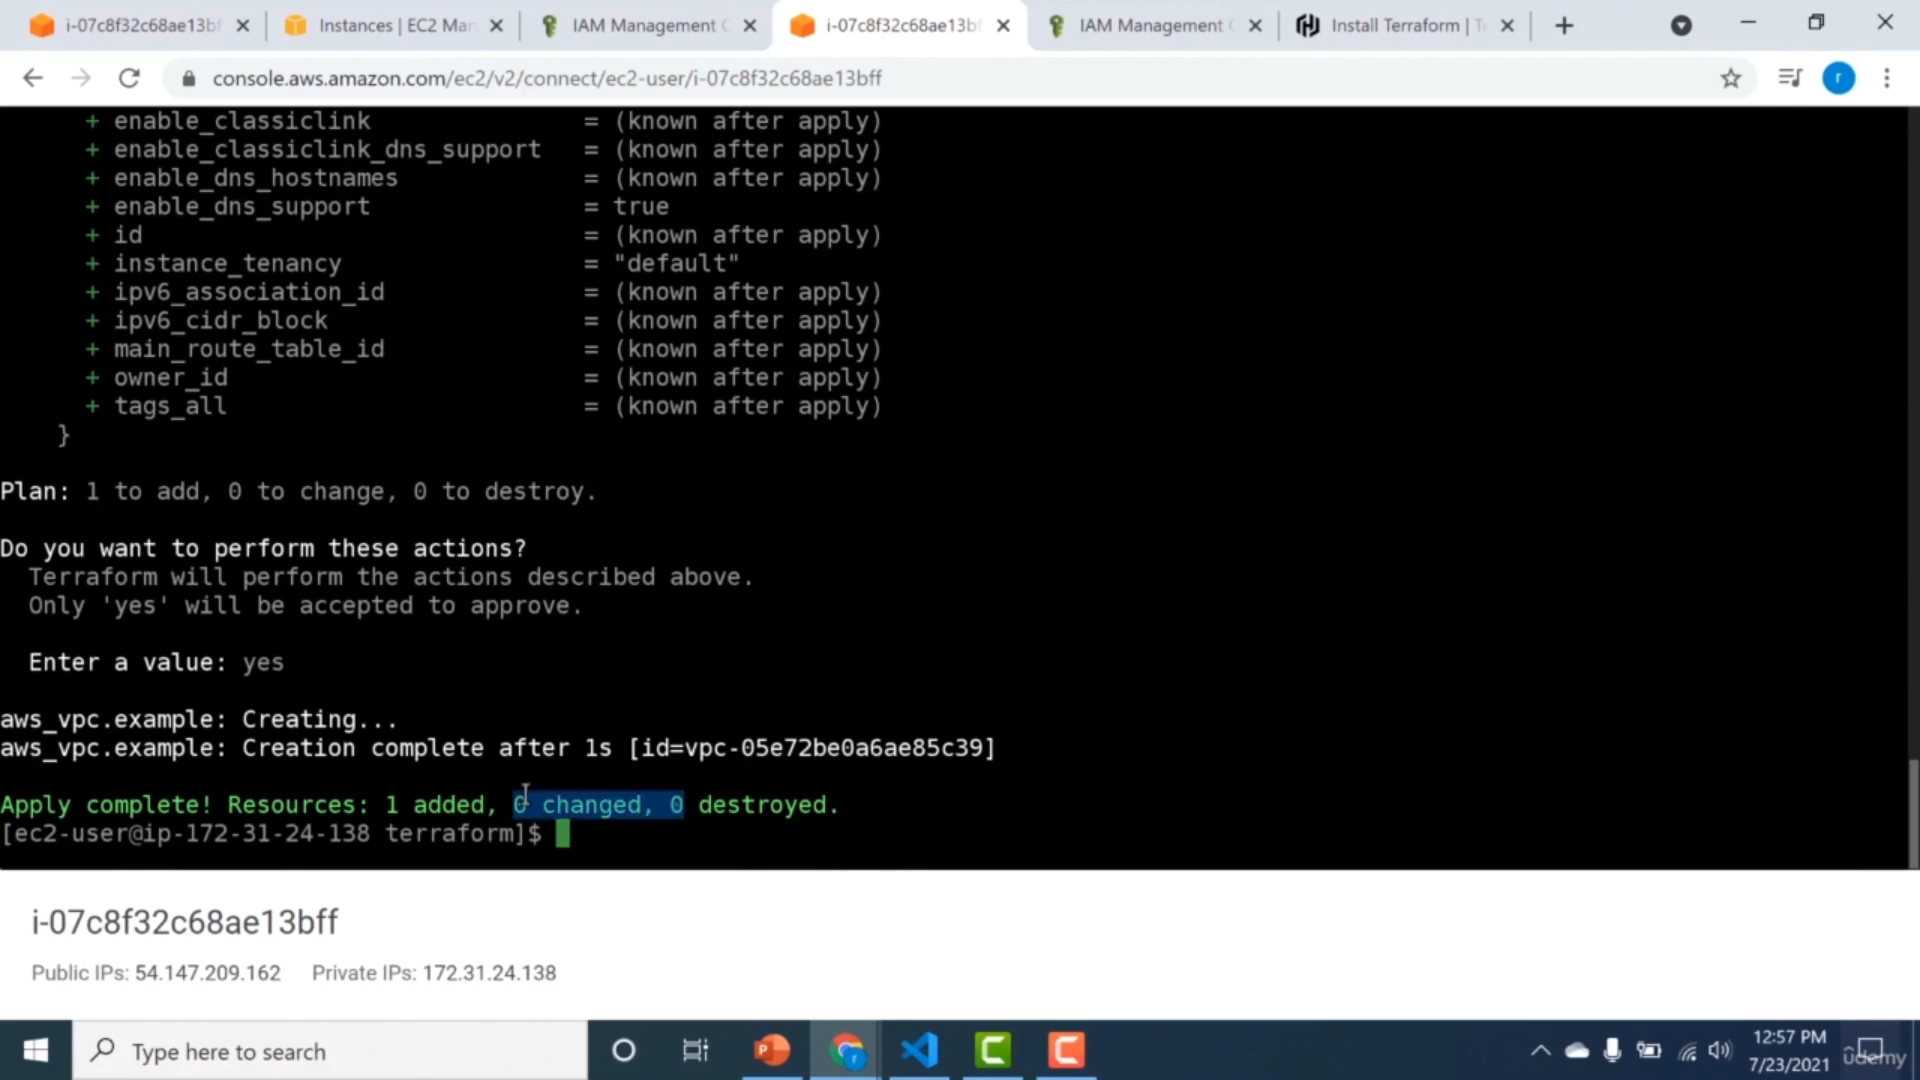 i-07c8f32c68ae13bf
Instances | EC2 Man
IAM Management C
i-07c8f32c68ae13bf
IAM Management C
Install Terraform | Te
console.aws.amazon.com/ec2/v2/connect/ec2-user/i-07c8f32c68ae13bff
r
+ enable_classiclink = (known after apply)
+ enable_classiclink_dns_support = (known after apply)
+ enable_dns_hostnames = (known after apply)
+ enable_dns_support = true
+ id = (known after apply)
+ instance_tenancy = "default"
+ ipv6_association_id = (known after apply)
+ ipv6_cidr_block = (known after apply)
+ main_route_table_id = (known after apply)
+ owner_id = (known after apply)
+ tags_all = (known after apply)
}
Plan: 1 to add, 0 to change, 0 to destroy.
Do you want to perform these actions?
Terraform will perform the actions described above.
Only 'yes' will be accepted to approve.
Enter a value: yes
aws_vpc.example: Creating...
aws_vpc.example: Creation complete after 1s [id=vpc-05e72be0a6ae85c39]
Apply complete! Resources: 1 added, 0 changed, 0 destroyed.
[ec2-user@ip-172-31-24-138 terraform]$
i-07c8f32c68ae13bff
Public IPs: 54.147.209.162 Private IPs: 172.31.24.138
Type here to search
12:57 PM
7/23/2021
udemy